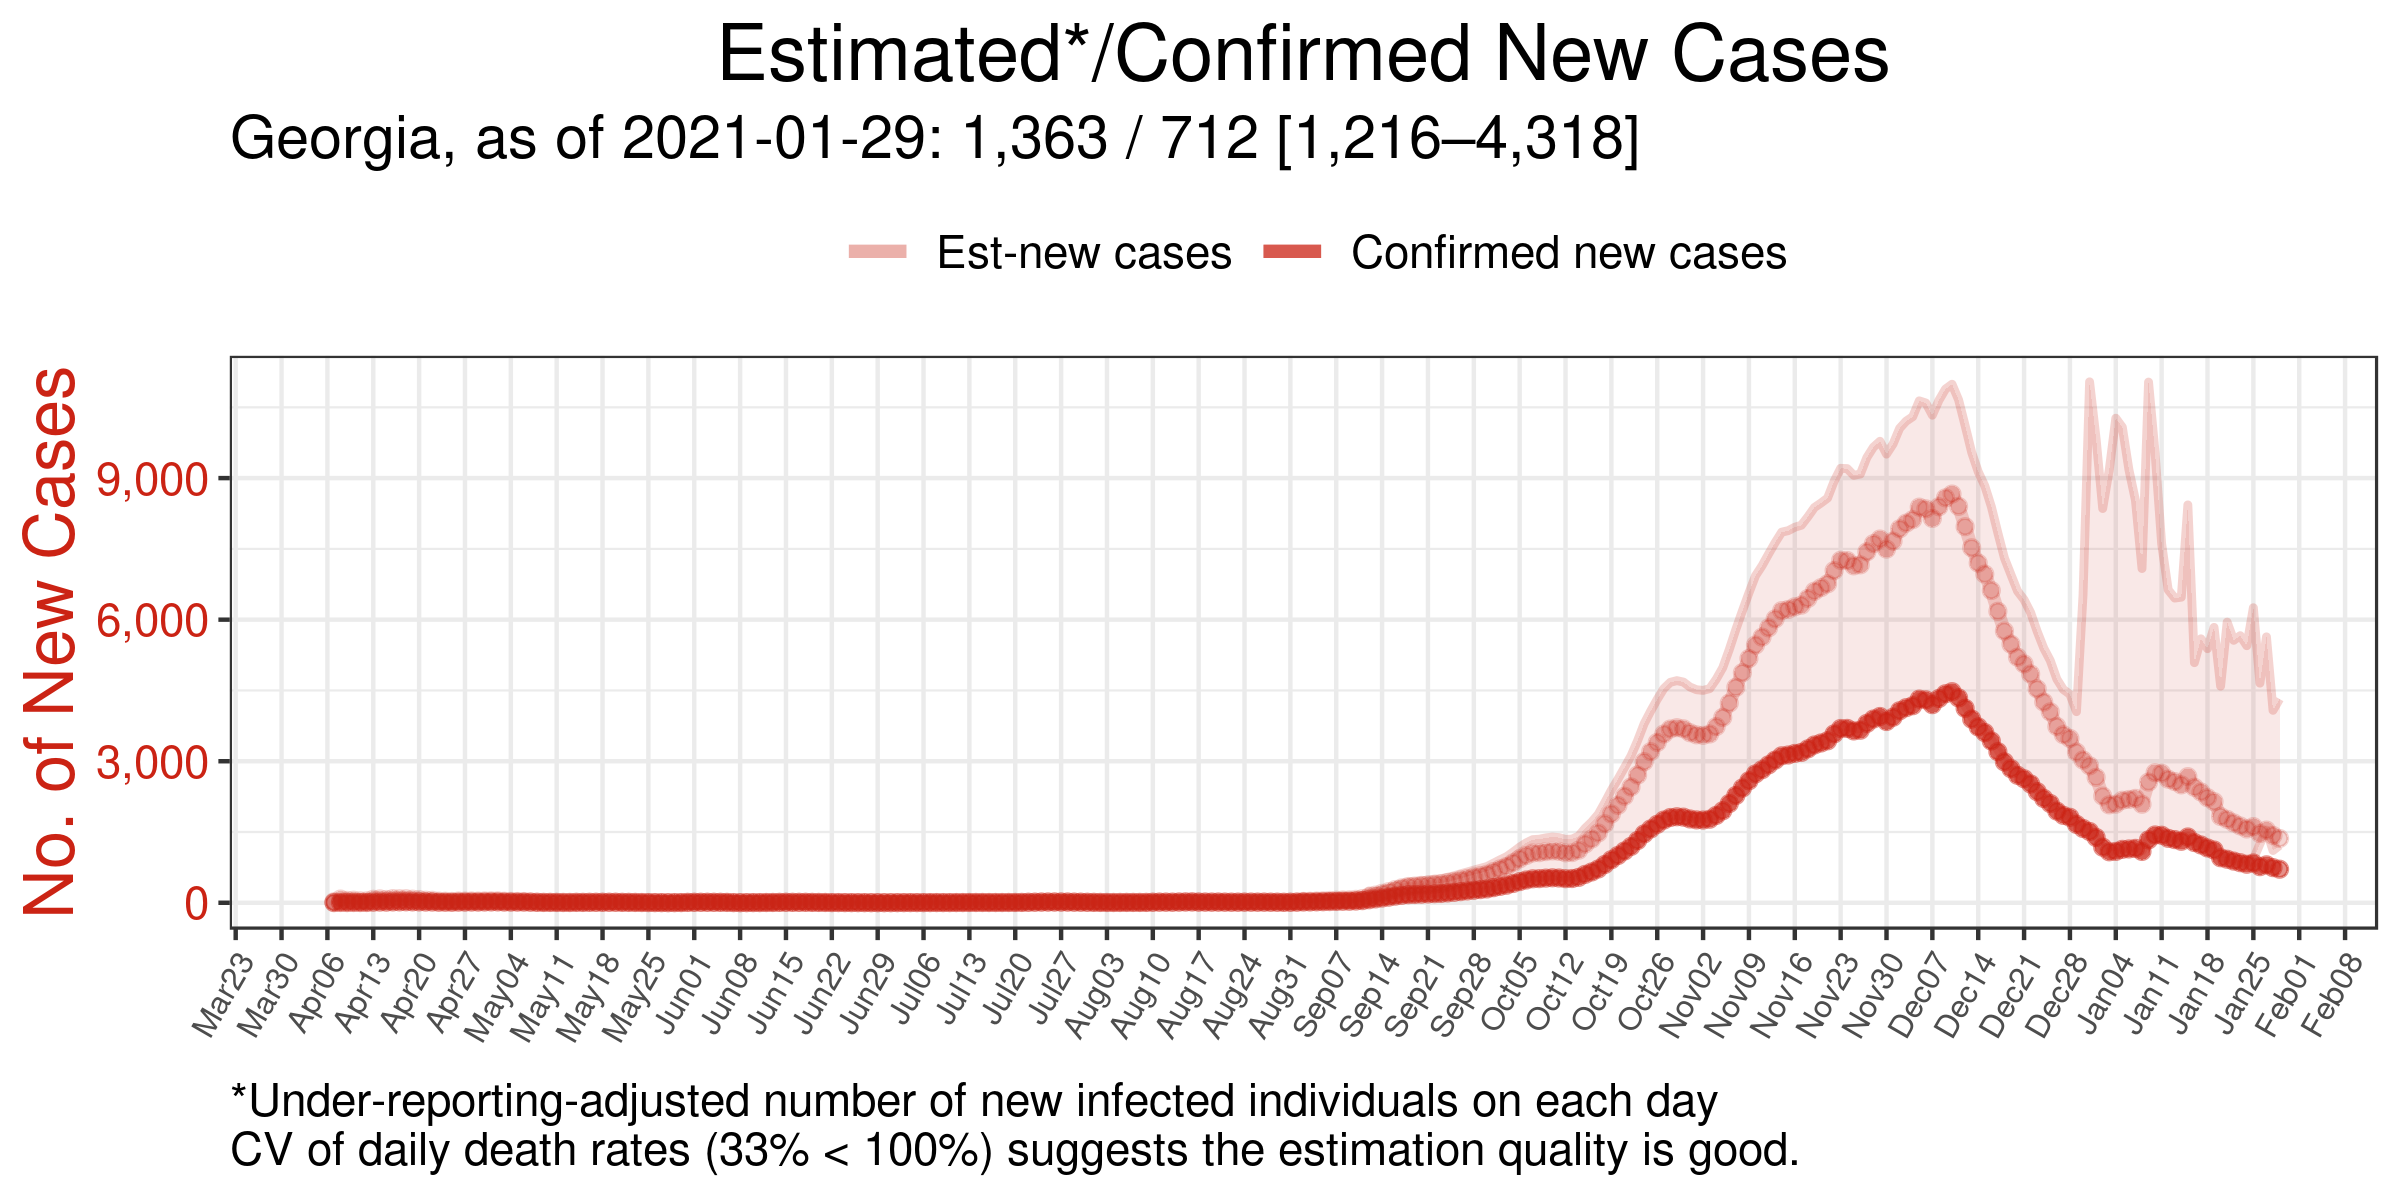 Estimated*/Confirmed New Cases
Georgia, as of 2021-01-29: 1,363 / 712 [1,216–4,318]
Est-new cases Confirmed new cases
No. of New Cases
9,000
6,000
3,000
0
Mar23 Mar30 Apr06 Apr13 Apr20 Apr27 May04 May11 May18 May25 Jun01 Jun08 Jun15 Jun22 Jun29 Jul06 Jul13 Jul20 Jul27 Aug03 Aug10 Aug17 Aug24 Aug31 Sep07 Sep14 Sep21 Sep28 Oct05 Oct12 Oct19 Oct26 Nov02 Nov09 Nov16 Nov23 Nov30 Dec07 Dec14 Dec21 Dec28 Jan04 Jan11 Jan18 Jan25 Feb01 Feb08
*Under-reporting-adjusted number of new infected individuals on each day
CV of daily death rates (33% < 100%) suggests the estimation quality is good.